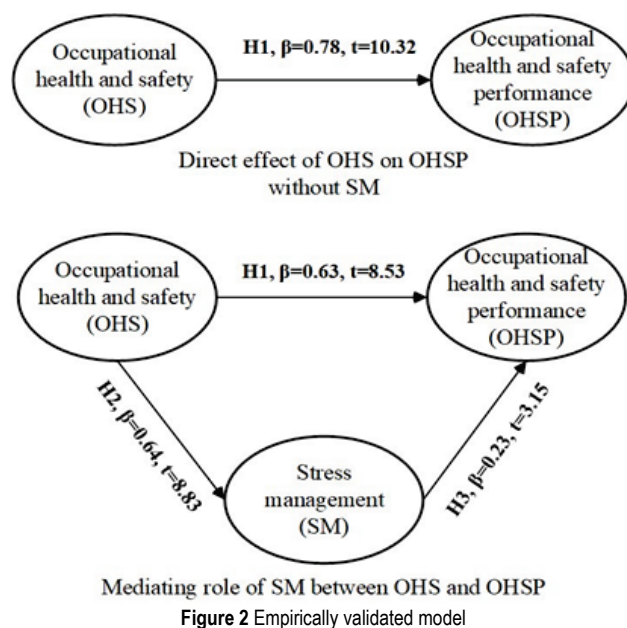 Occupational
health and safety
(OHS)
H1, β=0.78, t=10.32
Occupational
health and safety
performance
(OHSP)
Direct effect of OHS on OHSP
without SM
Occupational
health and safety
(OHS)
H1, β=0.63, t=8.53
Occupational
health and safety
performance
(OHSP)
H2, β=0.64, t=8.83
Stress
management
(SM)
H3, β=0.23, t=3.15
Mediating role of SM between OHS and OHSP
Figure 2 Empirically validated model